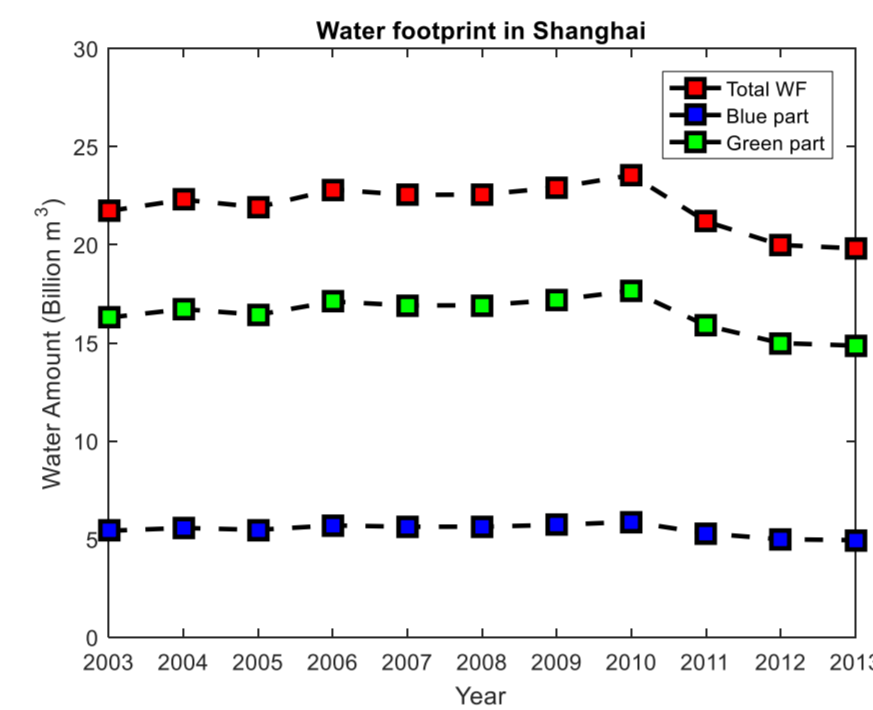 Water footprint in Shanghai
Total WF
Blue part
Green part
Water Amount (Billion m³)
30
25
20
15
10
5
0
2003 2004 2005 2006 2007 2008 2009 2010 2011 2012 2013
Year